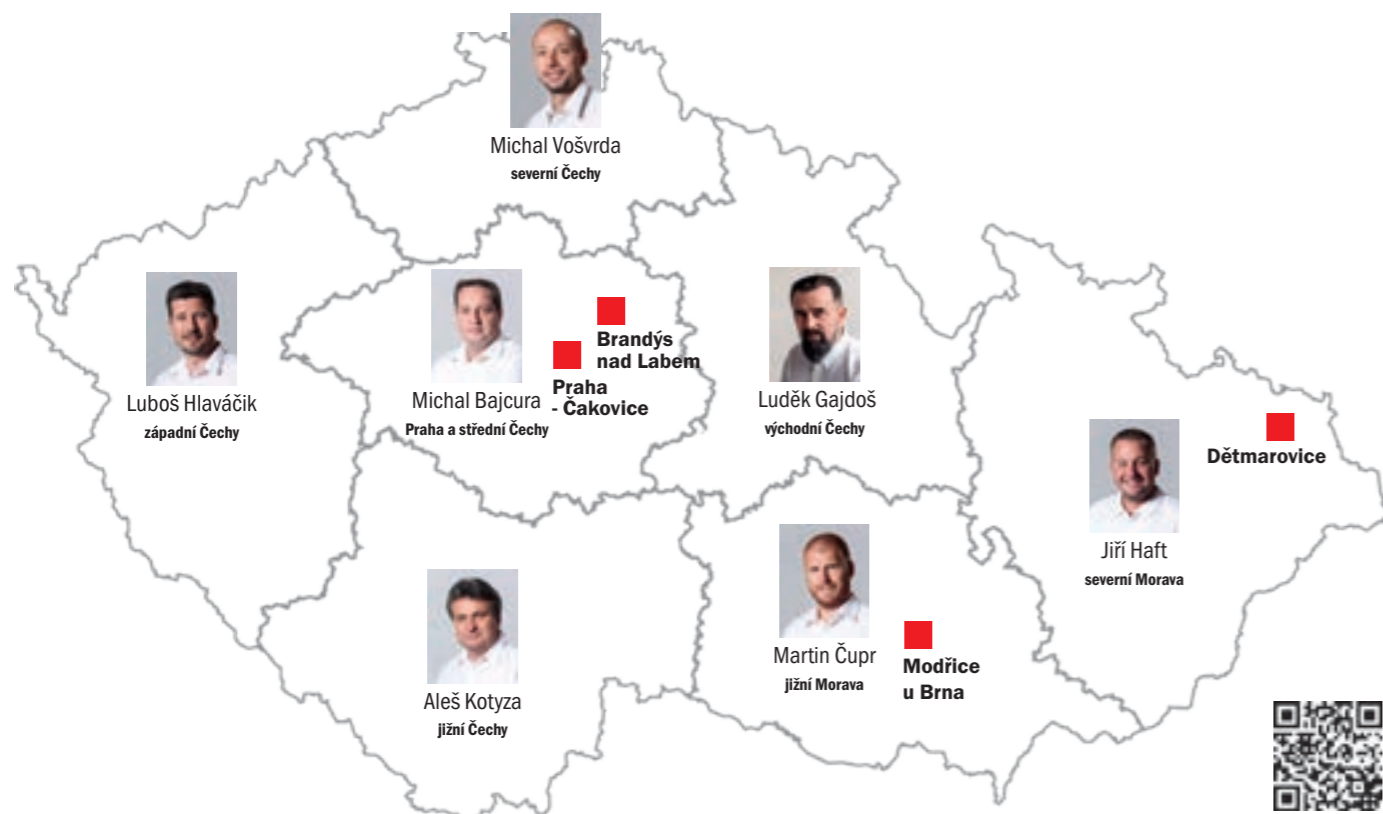 Michal Vošvrda
severní Čechy
Luboš Hlaváčik
západní Čechy
Michal Bajcura
Praha a střední Čechy
Brandýs
nad Labem
Praha
- Čakovice
Luděk Gajdoš
východní Čechy
Dětmarovice
Jiří Haft
severní Morava
Martin Čupr
jižní Morava
Modřice
u Brna
Aleš Kotyza
jižní Čechy